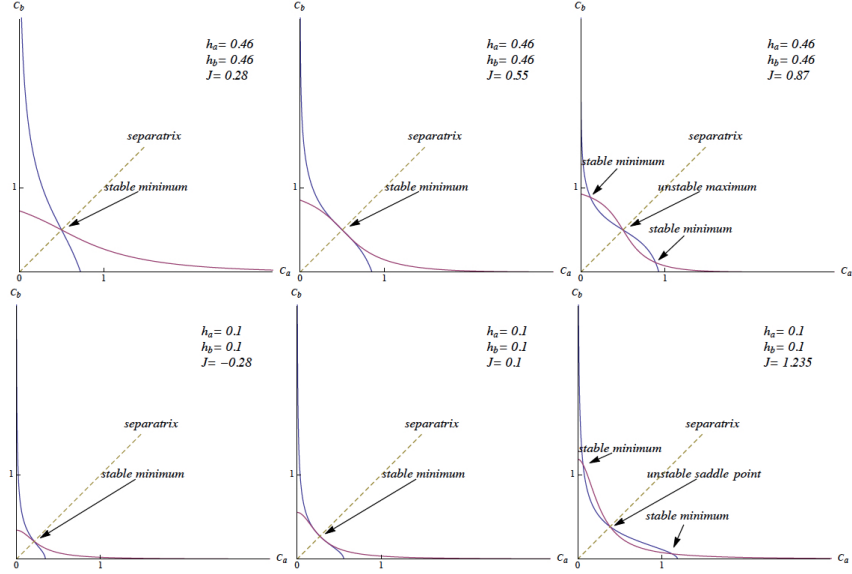 C_b
h_a = 0.46
h_b = 0.46
J = 0.28
separatrix
1
stable minimum
0
1
C_a
C_b
h_a = 0.46
h_b = 0.46
J = 0.55
separatrix
1
stable minimum
0
1
C_a
C_b
h_a = 0.46
h_b = 0.46
J = 0.87
separatrix
stable minimum
1
unstable maximum
stable minimum
0
1
C_a
C_b
h_a = 0.1
h_b = 0.1
J = −0.28
separatrix
1
stable minimum
0
1
C_a
C_b
h_a = 0.1
h_b = 0.1
J = 0.1
separatrix
1
stable minimum
0
1
C_a
C_b
h_a = 0.1
h_b = 0.1
J = 1.235
separatrix
stable minimum
1
unstable saddle point
stable minimum
0
1
C_a